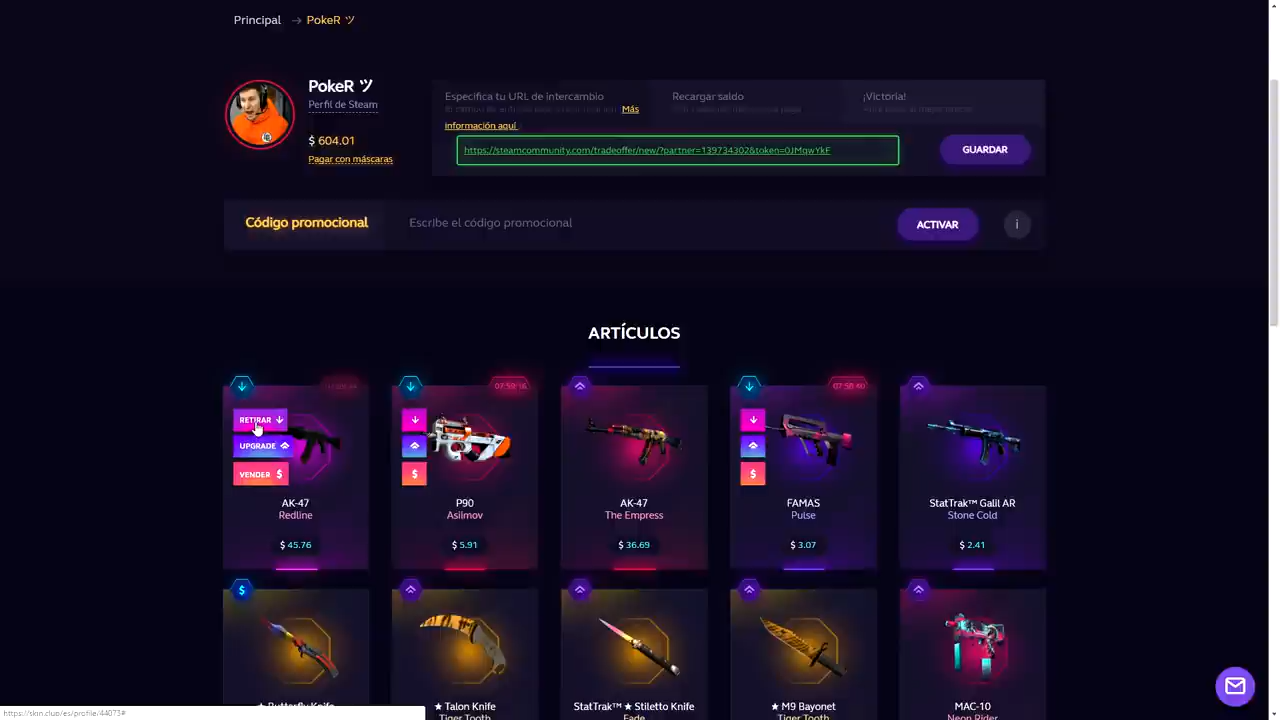 Principal → PokeR ツ
PokeR ツ
Perfil de Steam
$ 604.01
Pagar con máscaras
Especifica tu URL de intercambio
Más
información aquí
https://steamcommunity.com/tradeoffer/new/?partner=139734302&token=0JMqwYkF
GUARDAR
Recargar saldo
¡Victoria!
Código promocional
Escribe el código promocional
ACTIVAR
i
ARTÍCULOS
RETIRAR
UPGRADE
VENDER $
AK-47
Redline
$ 45.76
07:59:16
$
P90
Asiimov
$ 5.91
AK-47
The Empress
$ 36.69
07:58:40
$
FAMAS
Pulse
$ 3.07
StatTrak™ Galil AR
Stone Cold
$ 2.41
$
★ Butterfly Knife
★ Talon Knife
Tiger Tooth
StatTrak™ ★ Stiletto Knife
Fade
★ M9 Bayonet
Tiger Tooth
MAC-10
Neon Rider
https://skin.club/es/profile/44073#